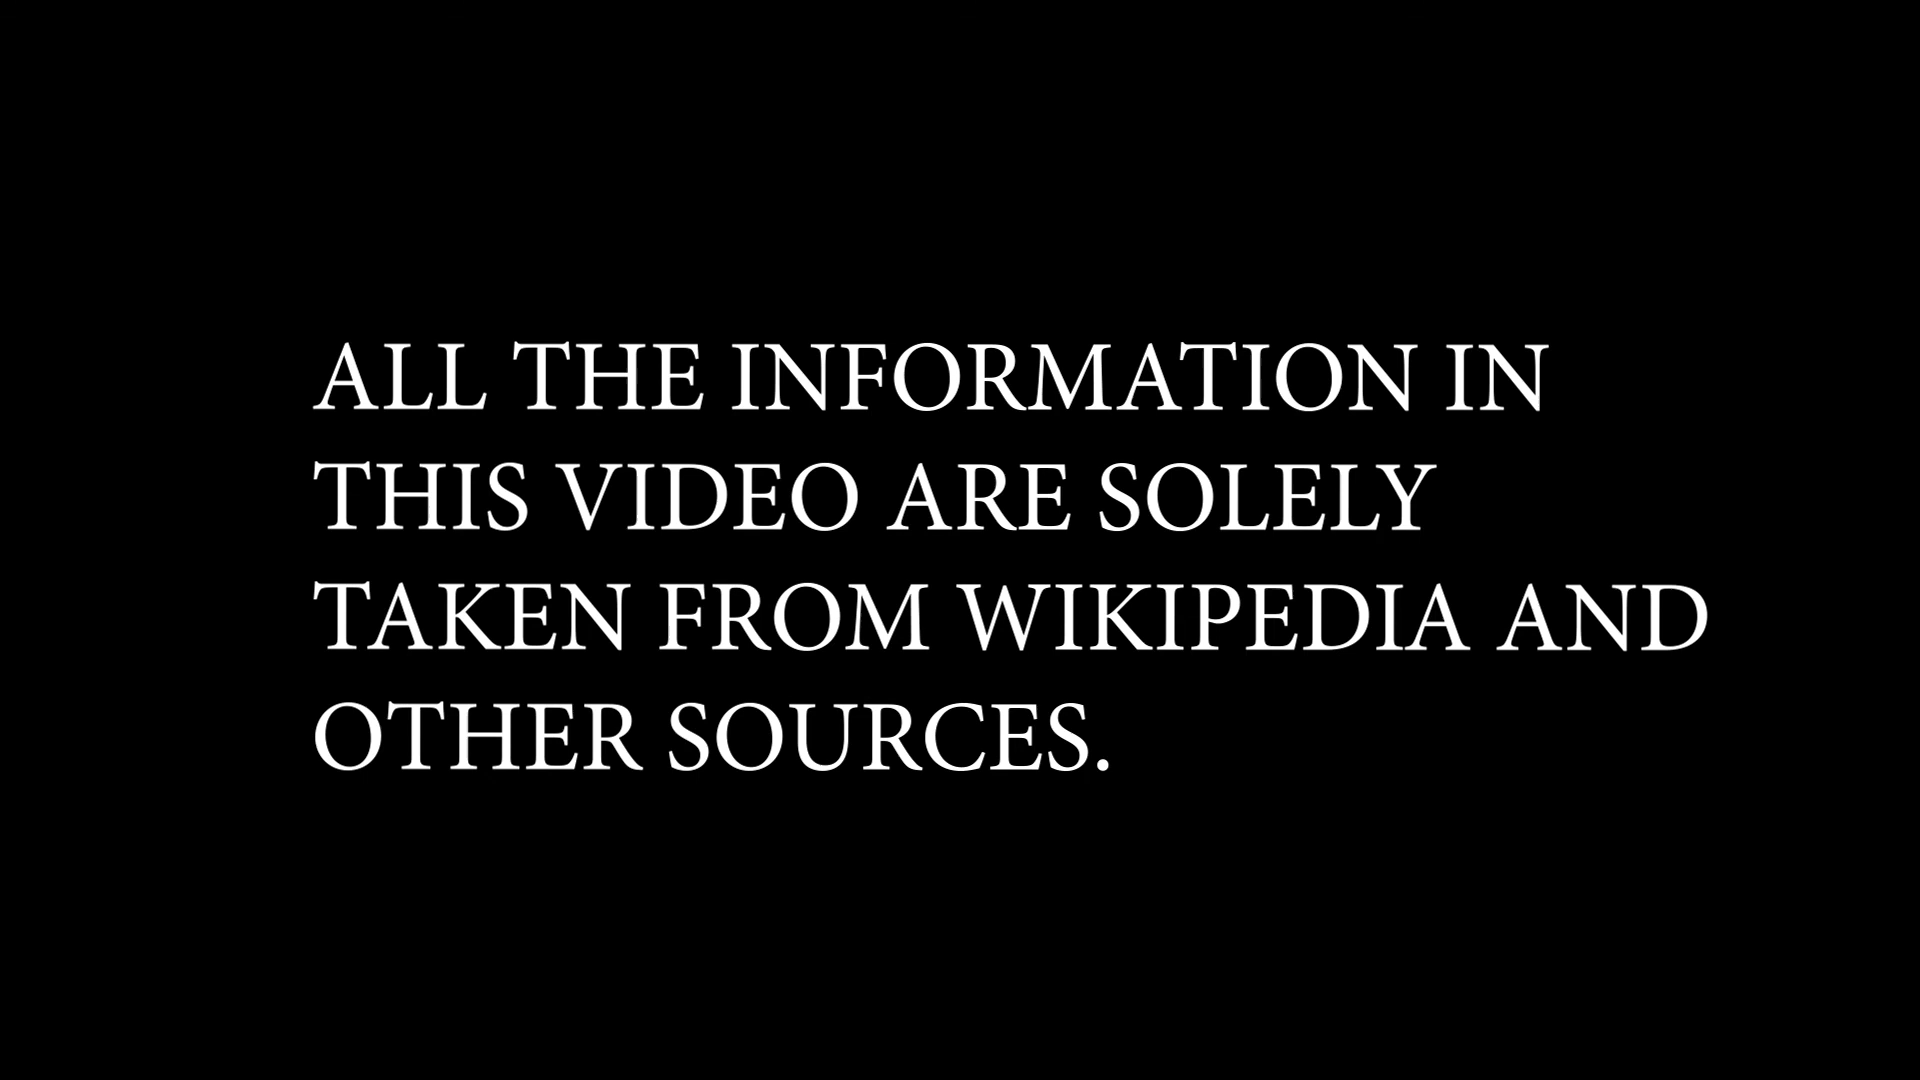 ALL THE INFORMATION IN
THIS VIDEO ARE SOLELY
TAKEN FROM WIKIPEDIA AND
OTHER SOURCES.